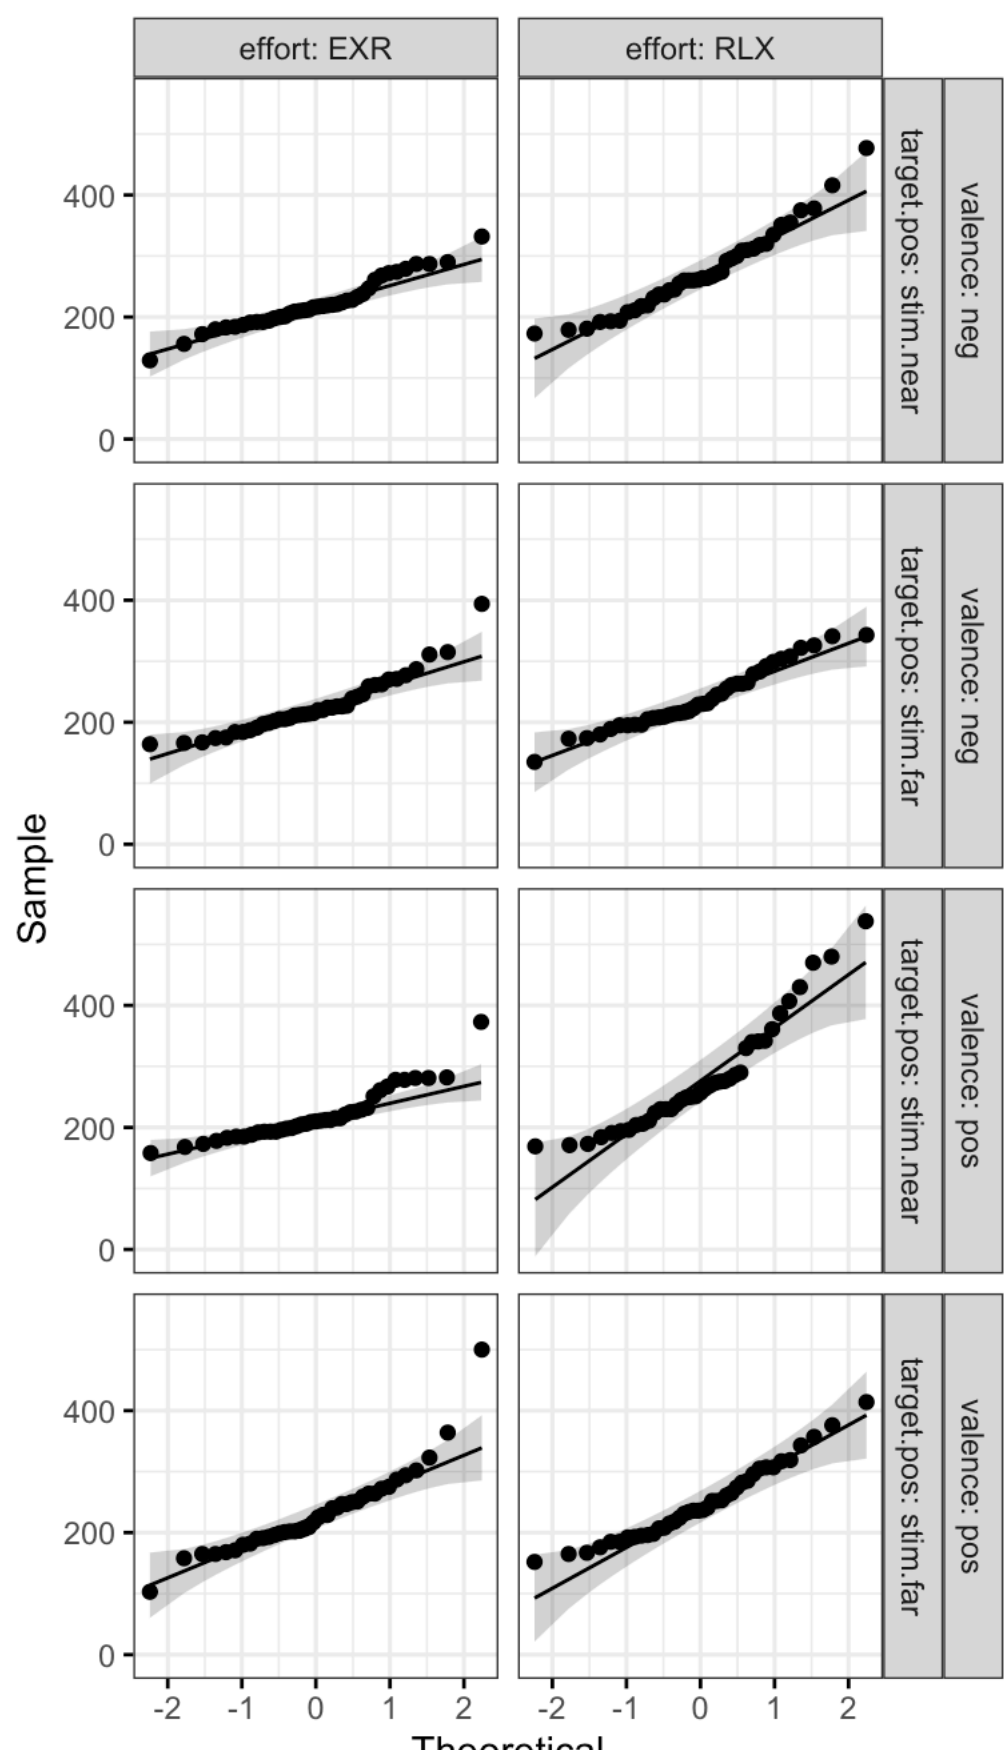 effort: EXR
effort: RLX
400
200
0
target.pos: stim.near
valence: neg
400
200
0
target.pos: stim.far
valence: neg
Sample
400
200
0
target.pos: stim.near
valence: pos
400
200
0
target.pos: stim.far
valence: pos
-2 -1 0 1 2 -2 -1 0 1 2
Theoretical